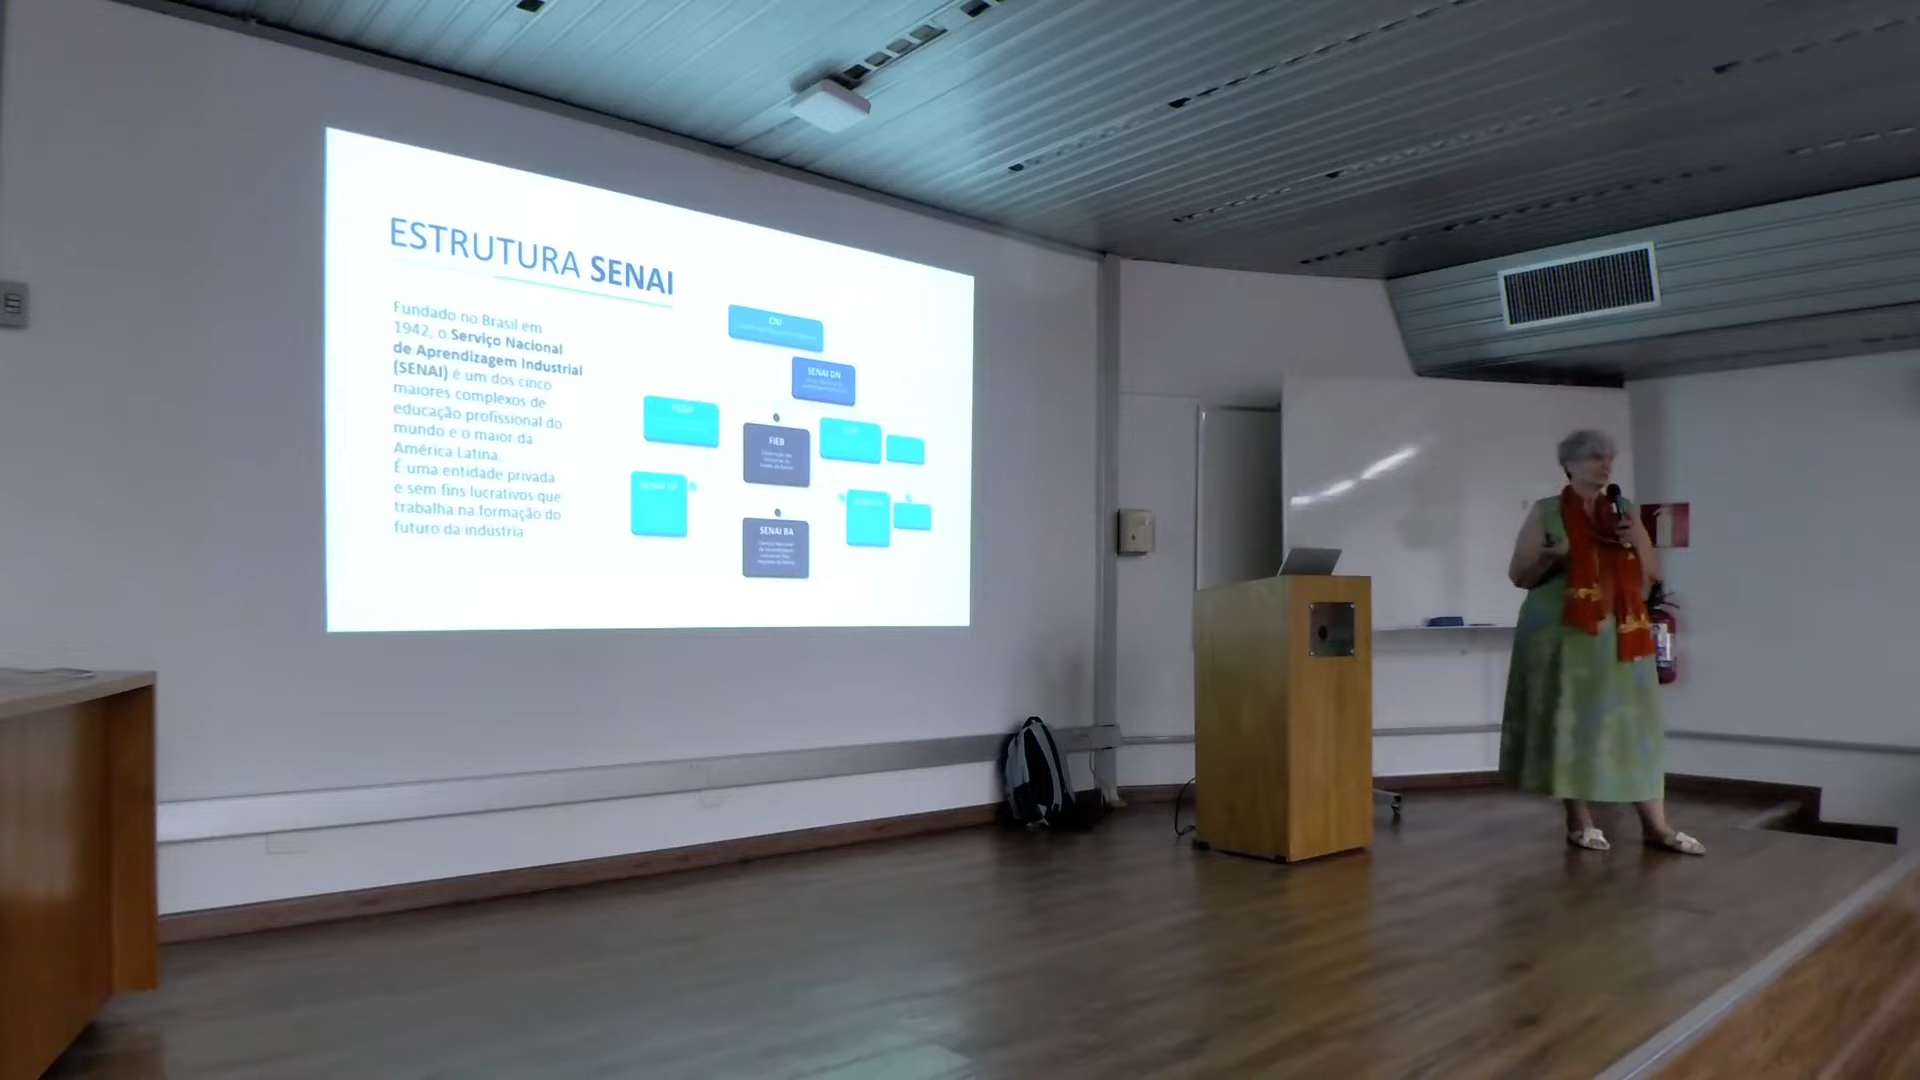 ESTRUTURA SENAI
Fundado no Brasil em
1942, o Serviço Nacional
de Aprendizagem Industrial
(SENAI) é um dos cinco
maiores complexos de
educação profissional do
mundo e o maior da
América Latina.
É uma entidade privada
e sem fins lucrativos que
trabalha na formação do
futuro da indústria.
CNI
SENAI DN
FIEB
SENAI BA